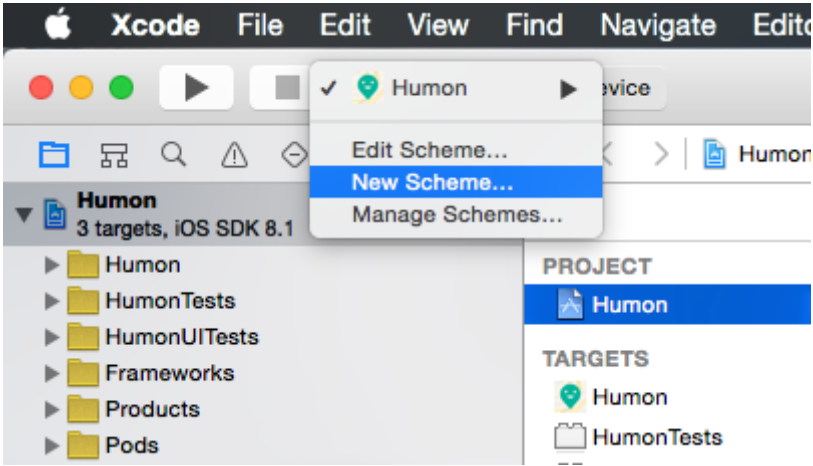 Xcode File Edit View Find Navigate
Humon
Edit Scheme...
New Scheme...
Manage Schemes...
Humon
Humon
3 targets, iOS SDK 8.1
Humon
HumonTests
HumonUITests
Frameworks
Products
Pods
PROJECT
Humon
TARGETS
Humon
HumonTests